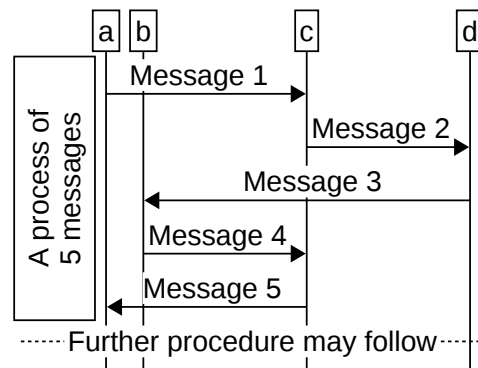 a b c d
Message 1
Message 2
Message 3
Message 4
Message 5
A process of
5 messages
Further procedure may follow